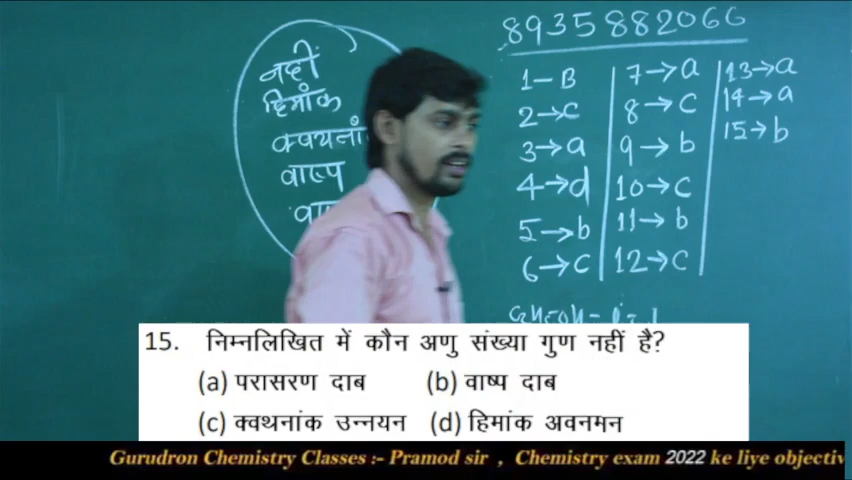 8935882066
नदी
हिमांक
क्वथनां
वाष्प
वा
1- B
2→c
3→a
4→d
5→b
6→c
7→a
8→c
9→b
10→c
11→b
12→c
13→a
14→a
15→b
15. निम्नलिखित में कौन अणु संख्या गुण नहीं है?
(a) परासरण दाब (b) वाष्प दाब
(c) क्वथनांक उन्नयन (d) हिमांक अवनमन
Gurudron Chemistry Classes :- Pramod sir , Chemistry exam 2022 ke liye objectiv